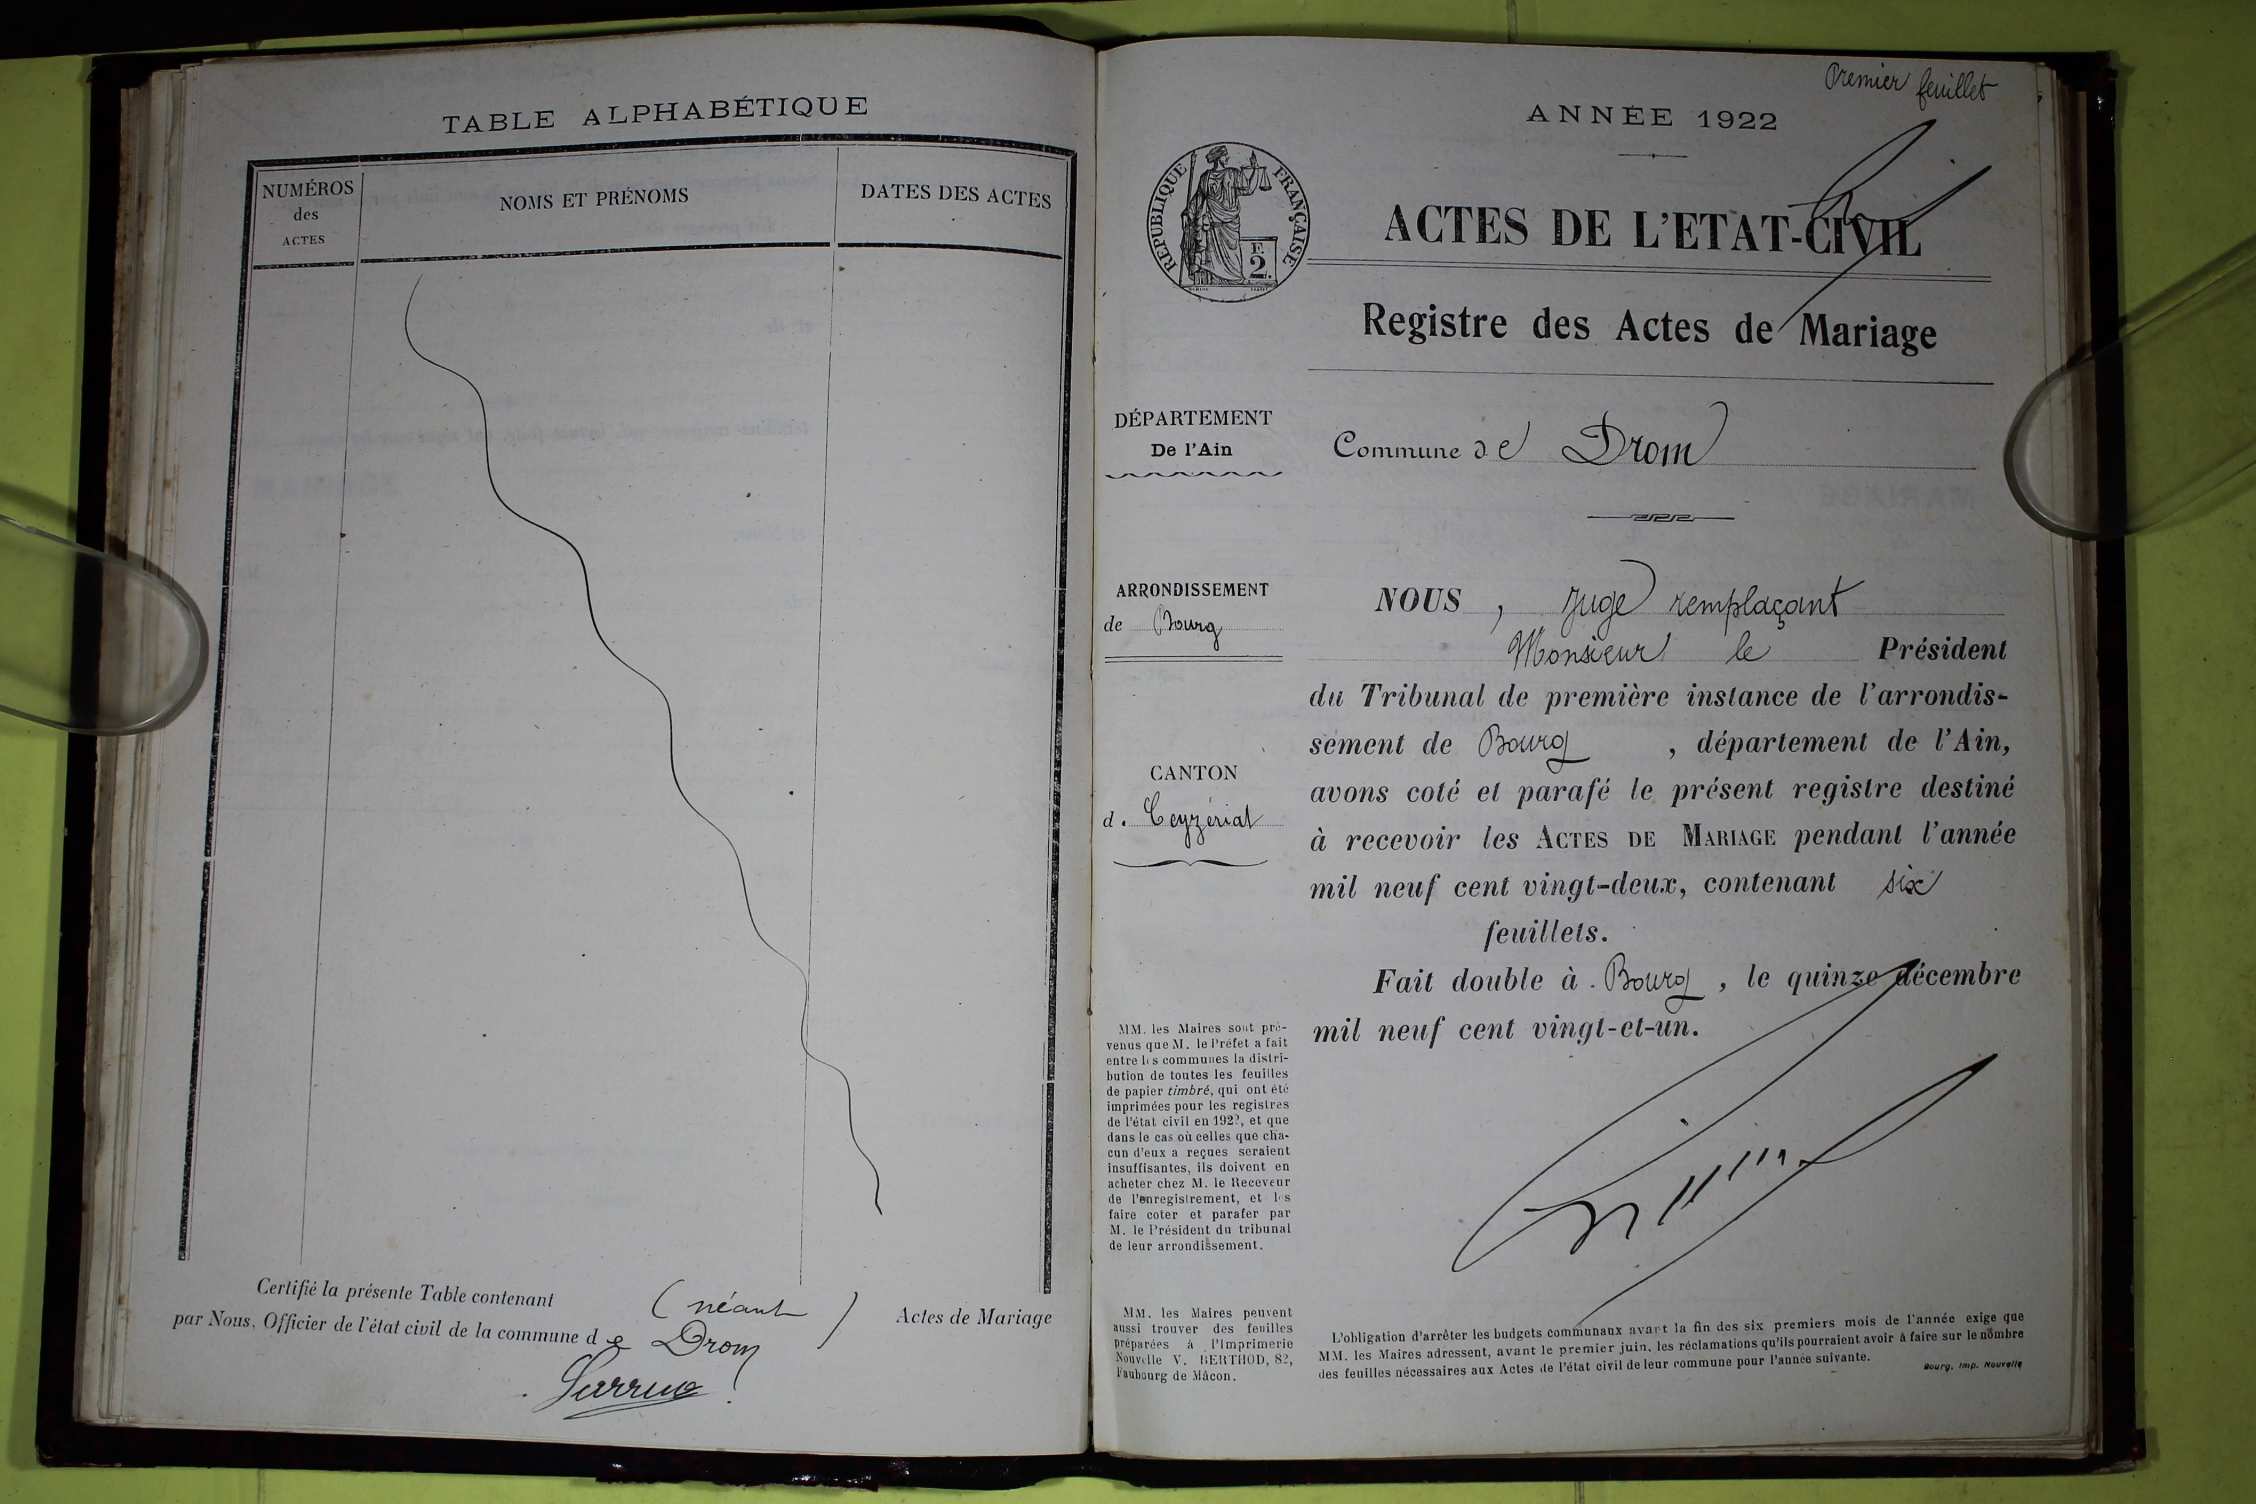 TABLE ALPHABÉTIQUE
NUMÉROS
des
ACTES
NOMS ET PRÉNOMS
DATES DES ACTES
Certifié la présente Table contenant (néant) Actes de Mariage
par Nous, Officier de l'état civil de la commune de Drom
Premier feuillet
ANNÉE 1922
RÉPUBLIQUE FRANÇAISE
F.
2
ACTES DE L'ETAT-CIVIL
Registre des Actes de Mariage
DÉPARTEMENT
De l'Ain
Commune de Drom
ARRONDISSEMENT
de Bourg
CANTON
d. Ceyzériat
NOUS, Juge remplaçant
Monsieur le Président
du Tribunal de première instance de l'arrondis-
sement de Bourg, département de l'Ain,
avons coté et parafé le présent registre destiné
à recevoir les ACTES DE MARIAGE pendant l'année
mil neuf cent vingt-deux, contenant six
feuillets.
Fait double à Bourg, le quinze décembre
mil neuf cent vingt-et-un.
MM. les Maires sont pré-
venus que M. le Préfet a fait
entre les communes la distri-
bution de toutes les feuilles
de papier timbré, qui ont été
imprimées pour les registres
de l'état civil en 1922, et que
dans le cas où celles que cha-
cun d'eux a reçues seraient
insuffisantes, ils doivent en
acheter chez M. le Receveur
de l'enregistrement, et les
faire coter et parafer par
M. le Président du tribunal
de leur arrondissement.
MM. les Maires peuvent
aussi trouver des feuilles
préparées à l'Imprimerie
Nouvelle V. BERTHOD, 82,
Faubourg de Mâcon.
L'obligation d'arrêter les budgets communaux avant la fin des six premiers mois de l'année exige que
MM. les Maires adressent, avant le premier juin, les réclamations qu'ils pourraient avoir à faire sur le nombre
des feuilles nécessaires aux Actes de l'état civil de leur commune pour l'année suivante.
Bourg, Imp. Nouvelle